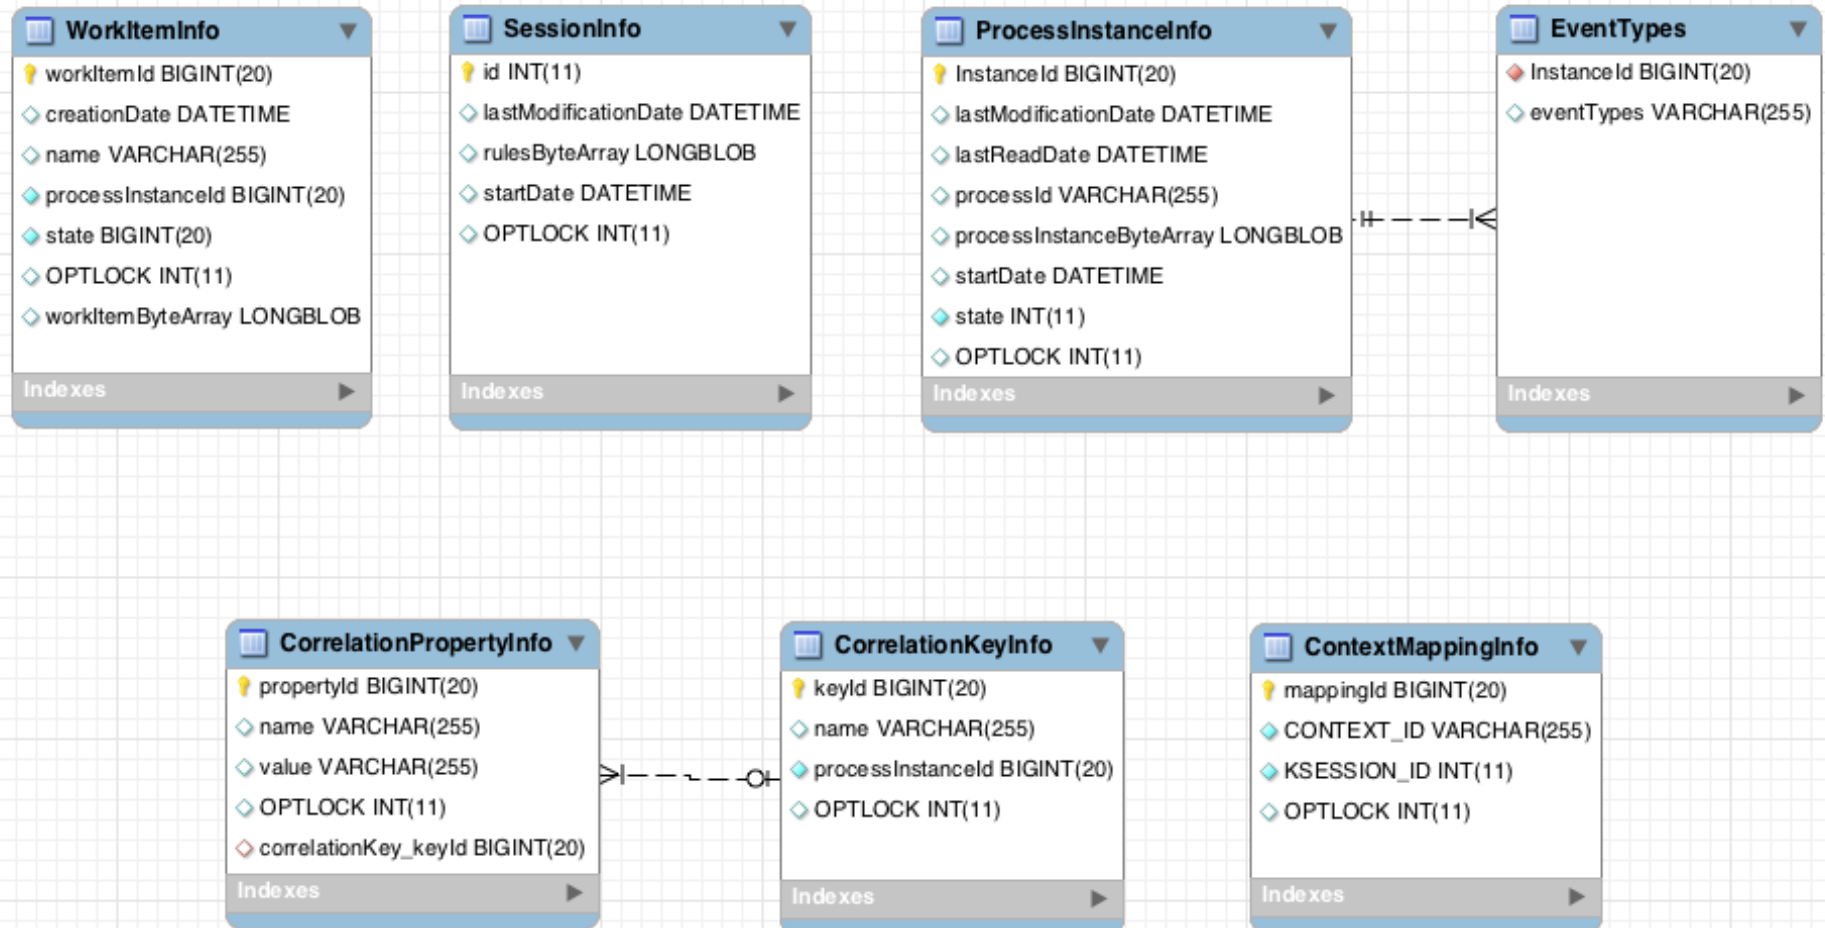 WorkItemInfo
workItemId BIGINT(20)
creationDate DATETIME
name VARCHAR(255)
processInstanceId BIGINT(20)
state BIGINT(20)
OPTLOCK INT(11)
workItemByteArray LONGBLOB
Indexes
SessionInfo
id INT(11)
lastModificationDate DATETIME
rulesByteArray LONGBLOB
startDate DATETIME
OPTLOCK INT(11)
Indexes
ProcessInstanceInfo
InstanceId BIGINT(20)
lastModificationDate DATETIME
lastReadDate DATETIME
processId VARCHAR(255)
processInstanceByteArray LONGBLOB
startDate DATETIME
state INT(11)
OPTLOCK INT(11)
Indexes
EventTypes
InstanceId BIGINT(20)
eventTypes VARCHAR(255)
Indexes
CorrelationPropertyInfo
propertyId BIGINT(20)
name VARCHAR(255)
value VARCHAR(255)
OPTLOCK INT(11)
correlationKey_keyId BIGINT(20)
Indexes
CorrelationKeyInfo
keyId BIGINT(20)
name VARCHAR(255)
processInstanceId BIGINT(20)
OPTLOCK INT(11)
Indexes
ContextMappingInfo
mappingId BIGINT(20)
CONTEXT_ID VARCHAR(255)
KSESSION_ID INT(11)
OPTLOCK INT(11)
Indexes